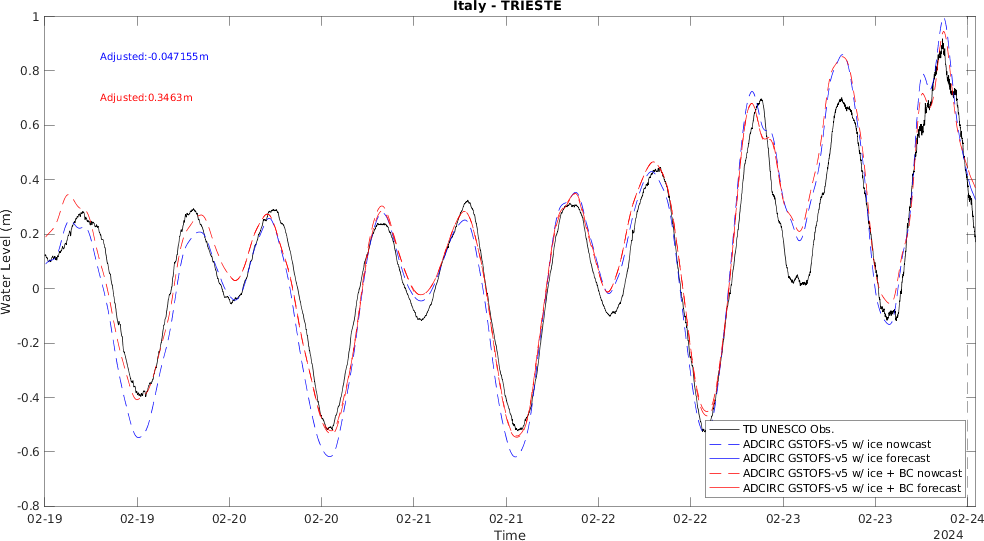 Italy - TRIESTE
Adjusted:-0.047155m
Adjusted:0.3463m
Water Level (m)
1
0.8
0.6
0.4
0.2
0
-0.2
-0.4
-0.6
-0.8
TD UNESCO Obs.
ADCIRC GSTOFS-v5 w/ ice nowcast
ADCIRC GSTOFS-v5 w/ ice forecast
ADCIRC GSTOFS-v5 w/ ice + BC nowcast
ADCIRC GSTOFS-v5 w/ ice + BC forecast
02-19 02-19 02-20 02-20 02-21 02-21 02-22 02-22 02-23 02-23 02-24
Time
2024